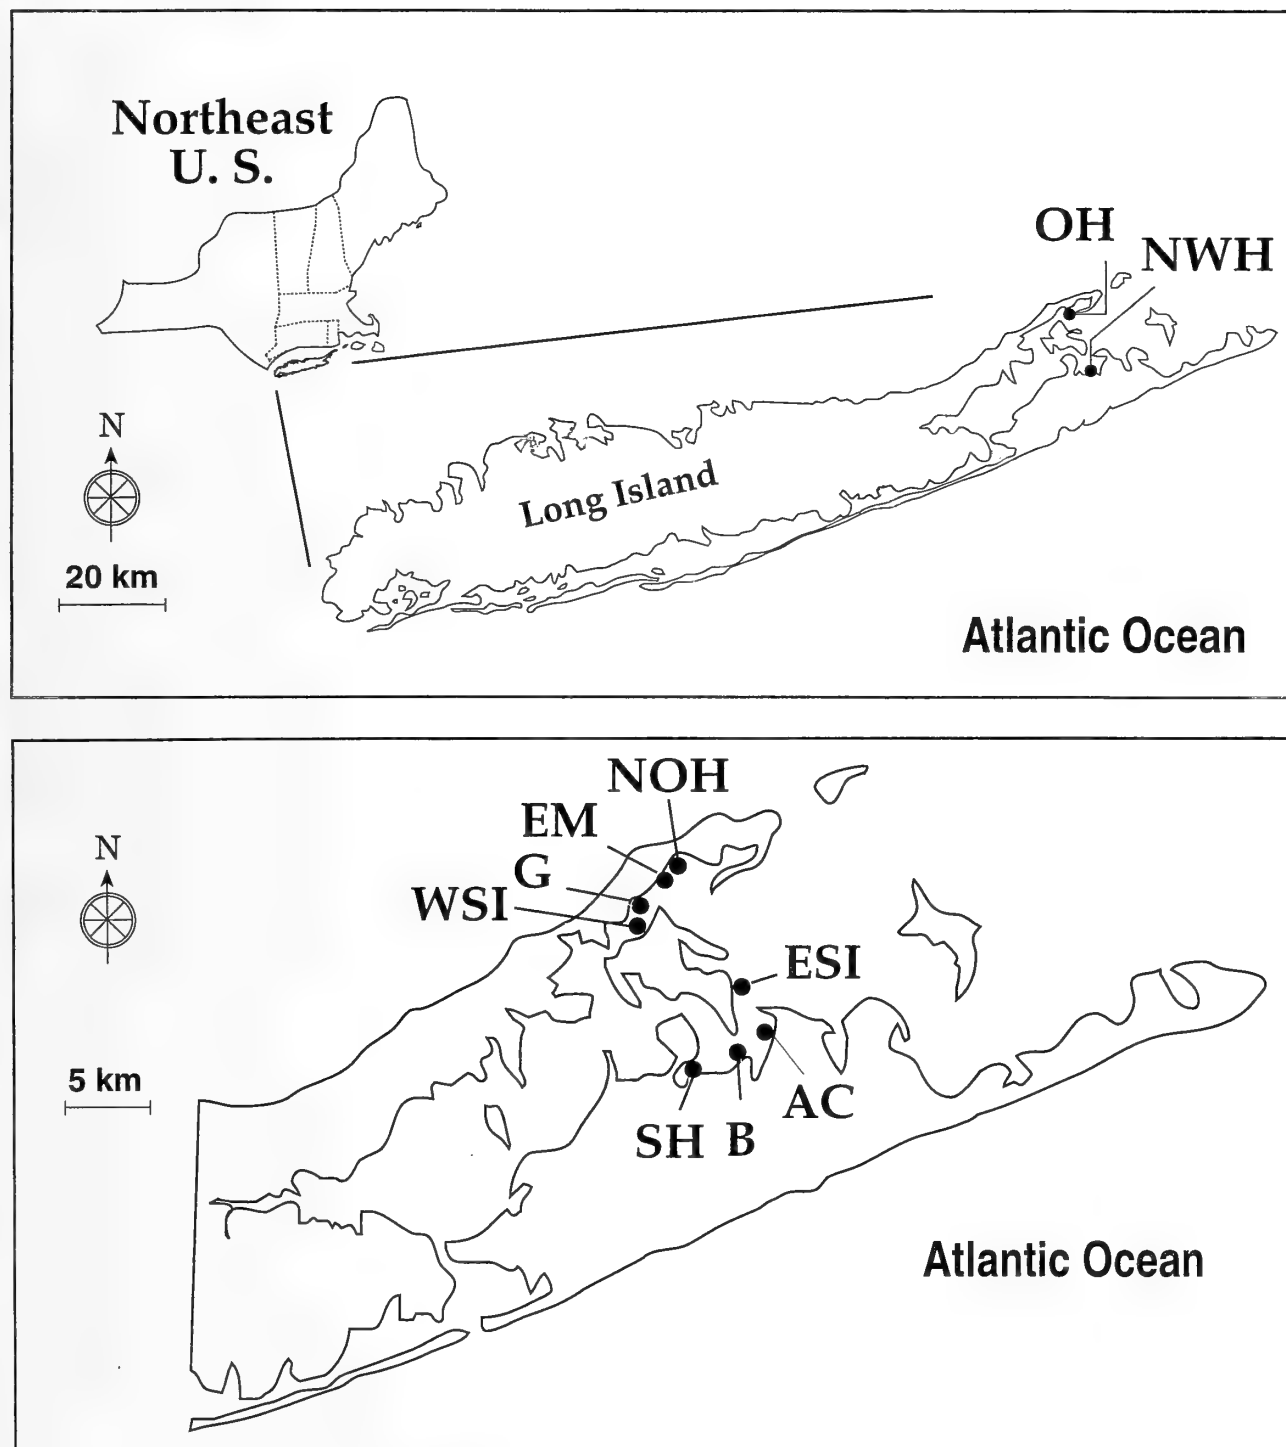 Northeast
U. S.
OH
NWH
N
20 km
Long Island
Atlantic Ocean
NOH
EM
G
WSI
N
ESI
5 km
AC
SH
B
Atlantic Ocean